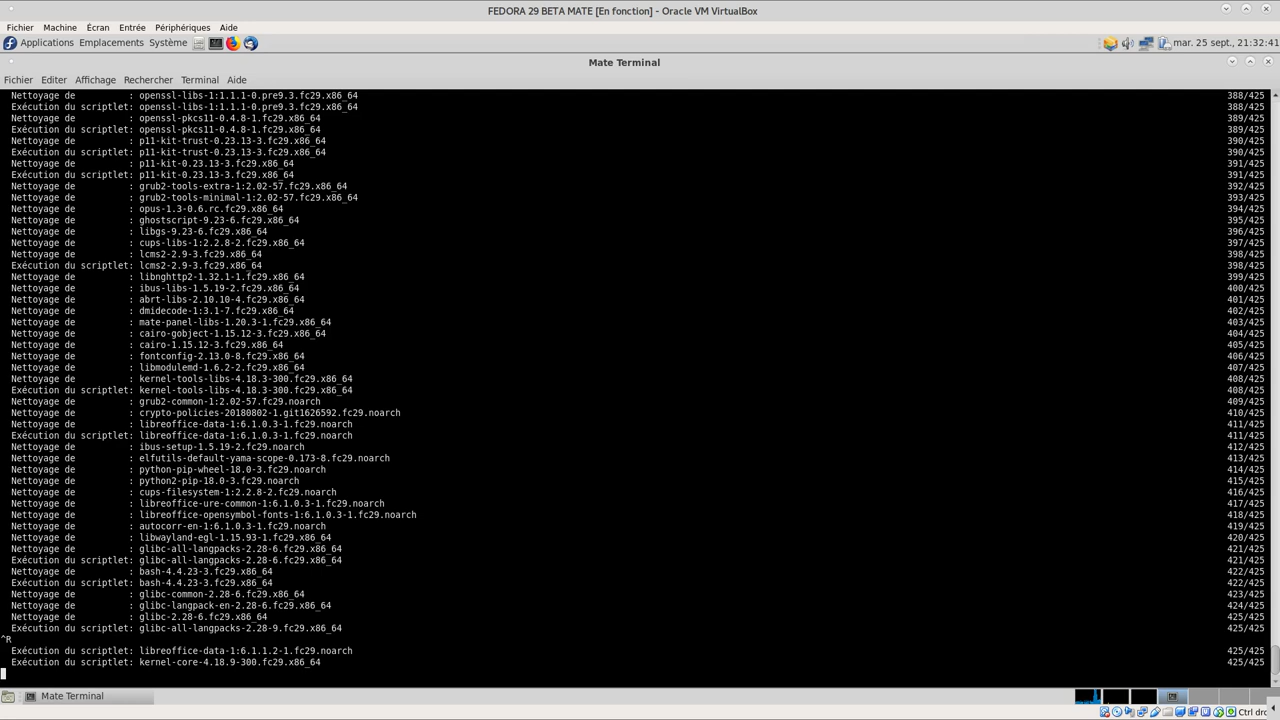 FEDORA 29 BETA MATE [En fonction] - Oracle VM VirtualBox
Fichier Machine Écran Entrée Périphériques Aide
Applications Emplacements Système mar. 25 sept., 21:32:41
Mate Terminal
Fichier Editer Affichage Rechercher Terminal Aide
Nettoyage de : openssl-libs-1:1.1.1-0.pre9.3.fc29.x86_64 388/425
Exécution du scriptlet: openssl-libs-1:1.1.1-0.pre9.3.fc29.x86_64 388/425
Nettoyage de : openssl-pkcs11-0.4.8-1.fc29.x86_64 389/425
Exécution du scriptlet: openssl-pkcs11-0.4.8-1.fc29.x86_64 389/425
Nettoyage de : p11-kit-trust-0.23.13-3.fc29.x86_64 390/425
Exécution du scriptlet: p11-kit-trust-0.23.13-3.fc29.x86_64 390/425
Nettoyage de : p11-kit-0.23.13-3.fc29.x86_64 391/425
Exécution du scriptlet: p11-kit-0.23.13-3.fc29.x86_64 391/425
Nettoyage de : grub2-tools-extra-1:2.02-57.fc29.x86_64 392/425
Nettoyage de : grub2-tools-minimal-1:2.02-57.fc29.x86_64 393/425
Nettoyage de : opus-1.3-0.6.rc.fc29.x86_64 394/425
Nettoyage de : ghostscript-9.23-6.fc29.x86_64 395/425
Nettoyage de : libgs-9.23-6.fc29.x86_64 396/425
Nettoyage de : cups-libs-1:2.2.8-2.fc29.x86_64 397/425
Nettoyage de : lcms2-2.9-3.fc29.x86_64 398/425
Exécution du scriptlet: lcms2-2.9-3.fc29.x86_64 398/425
Nettoyage de : libnghttp2-1.32.1-1.fc29.x86_64 399/425
Nettoyage de : ibus-libs-1.5.19-2.fc29.x86_64 400/425
Nettoyage de : abrt-libs-2.10.10-4.fc29.x86_64 401/425
Nettoyage de : dmidecode-1:3.1-7.fc29.x86_64 402/425
Nettoyage de : mate-panel-libs-1.20.3-1.fc29.x86_64 403/425
Nettoyage de : cairo-gobject-1.15.12-3.fc29.x86_64 404/425
Nettoyage de : cairo-1.15.12-3.fc29.x86_64 405/425
Nettoyage de : fontconfig-2.13.0-8.fc29.x86_64 406/425
Nettoyage de : libmodulemd-1.6.2-2.fc29.x86_64 407/425
Nettoyage de : kernel-tools-libs-4.18.3-300.fc29.x86_64 408/425
Exécution du scriptlet: kernel-tools-libs-4.18.3-300.fc29.x86_64 408/425
Nettoyage de : grub2-common-1:2.02-57.fc29.noarch 409/425
Nettoyage de : crypto-policies-20180802-1.git1626592.fc29.noarch 410/425
Nettoyage de : libreoffice-data-1:6.1.0.3-1.fc29.noarch 411/425
Exécution du scriptlet: libreoffice-data-1:6.1.0.3-1.fc29.noarch 411/425
Nettoyage de : ibus-setup-1.5.19-2.fc29.noarch 412/425
Nettoyage de : elfutils-default-yama-scope-0.173-8.fc29.noarch 413/425
Nettoyage de : python-pip-wheel-18.0-3.fc29.noarch 414/425
Nettoyage de : python2-pip-18.0-3.fc29.noarch 415/425
Nettoyage de : cups-filesystem-1:2.2.8-2.fc29.noarch 416/425
Nettoyage de : libreoffice-ure-common-1:6.1.0.3-1.fc29.noarch 417/425
Nettoyage de : libreoffice-opensymbol-fonts-1:6.1.0.3-1.fc29.noarch 418/425
Nettoyage de : autocorr-en-1:6.1.0.3-1.fc29.noarch 419/425
Nettoyage de : libwayland-egl-1.15.93-1.fc29.x86_64 420/425
Nettoyage de : glibc-all-langpacks-2.28-6.fc29.x86_64 421/425
Exécution du scriptlet: glibc-all-langpacks-2.28-6.fc29.x86_64 421/425
Nettoyage de : bash-4.4.23-3.fc29.x86_64 422/425
Exécution du scriptlet: bash-4.4.23-3.fc29.x86_64 422/425
Nettoyage de : glibc-common-2.28-6.fc29.x86_64 423/425
Nettoyage de : glibc-langpack-en-2.28-6.fc29.x86_64 424/425
Nettoyage de : glibc-2.28-6.fc29.x86_64 425/425
Exécution du scriptlet: glibc-all-langpacks-2.28-9.fc29.x86_64 425/425
^R
Exécution du scriptlet: libreoffice-data-1:6.1.1.2-1.fc29.noarch 425/425
Exécution du scriptlet: kernel-core-4.18.9-300.fc29.x86_64 425/425
Mate Terminal
Ctrl drc